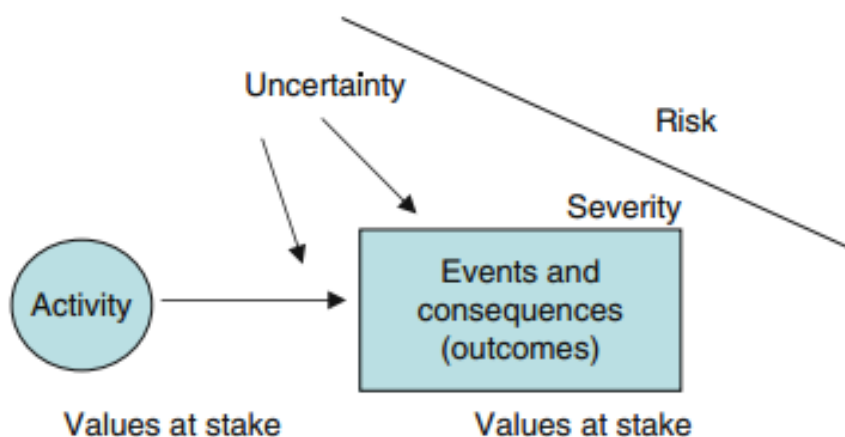 Uncertainty
Risk
Severity
Activity
Events and
consequences
(outcomes)
Values at stake
Values at stake